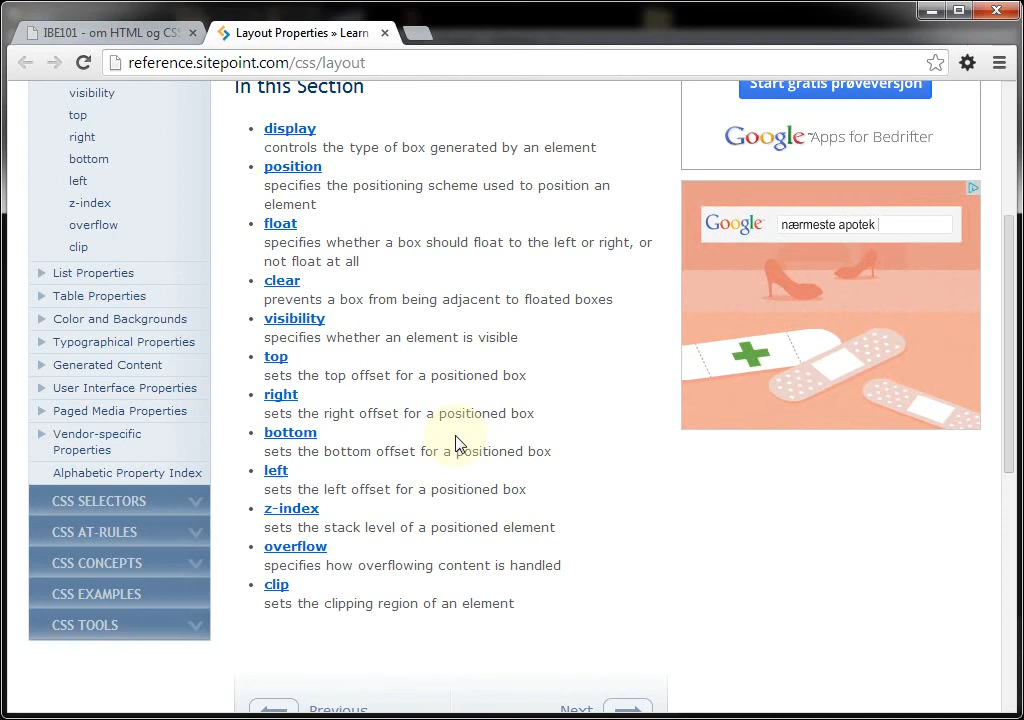 IBE101 - om HTML og CSS
Layout Properties » Learn
reference.sitepoint.com/css/layout
visibility
top
right
bottom
left
z-index
overflow
clip
List Properties
Table Properties
Color and Backgrounds
Typographical Properties
Generated Content
User Interface Properties
Paged Media Properties
Vendor-specific
Properties
Alphabetic Property Index
CSS SELECTORS
CSS AT-RULES
CSS CONCEPTS
CSS EXAMPLES
CSS TOOLS
In this Section
display
controls the type of box generated by an element
position
specifies the positioning scheme used to position an
element
float
specifies whether a box should float to the left or right, or
not float at all
clear
prevents a box from being adjacent to floated boxes
visibility
specifies whether an element is visible
top
sets the top offset for a positioned box
right
sets the right offset for a positioned box
bottom
sets the bottom offset for a positioned box
left
sets the left offset for a positioned box
z-index
sets the stack level of a positioned element
overflow
specifies how overflowing content is handled
clip
sets the clipping region of an element
Previous
Next
Start gratis prøveversjon
Google™ Apps for Bedrifter
Google nærmeste apotek